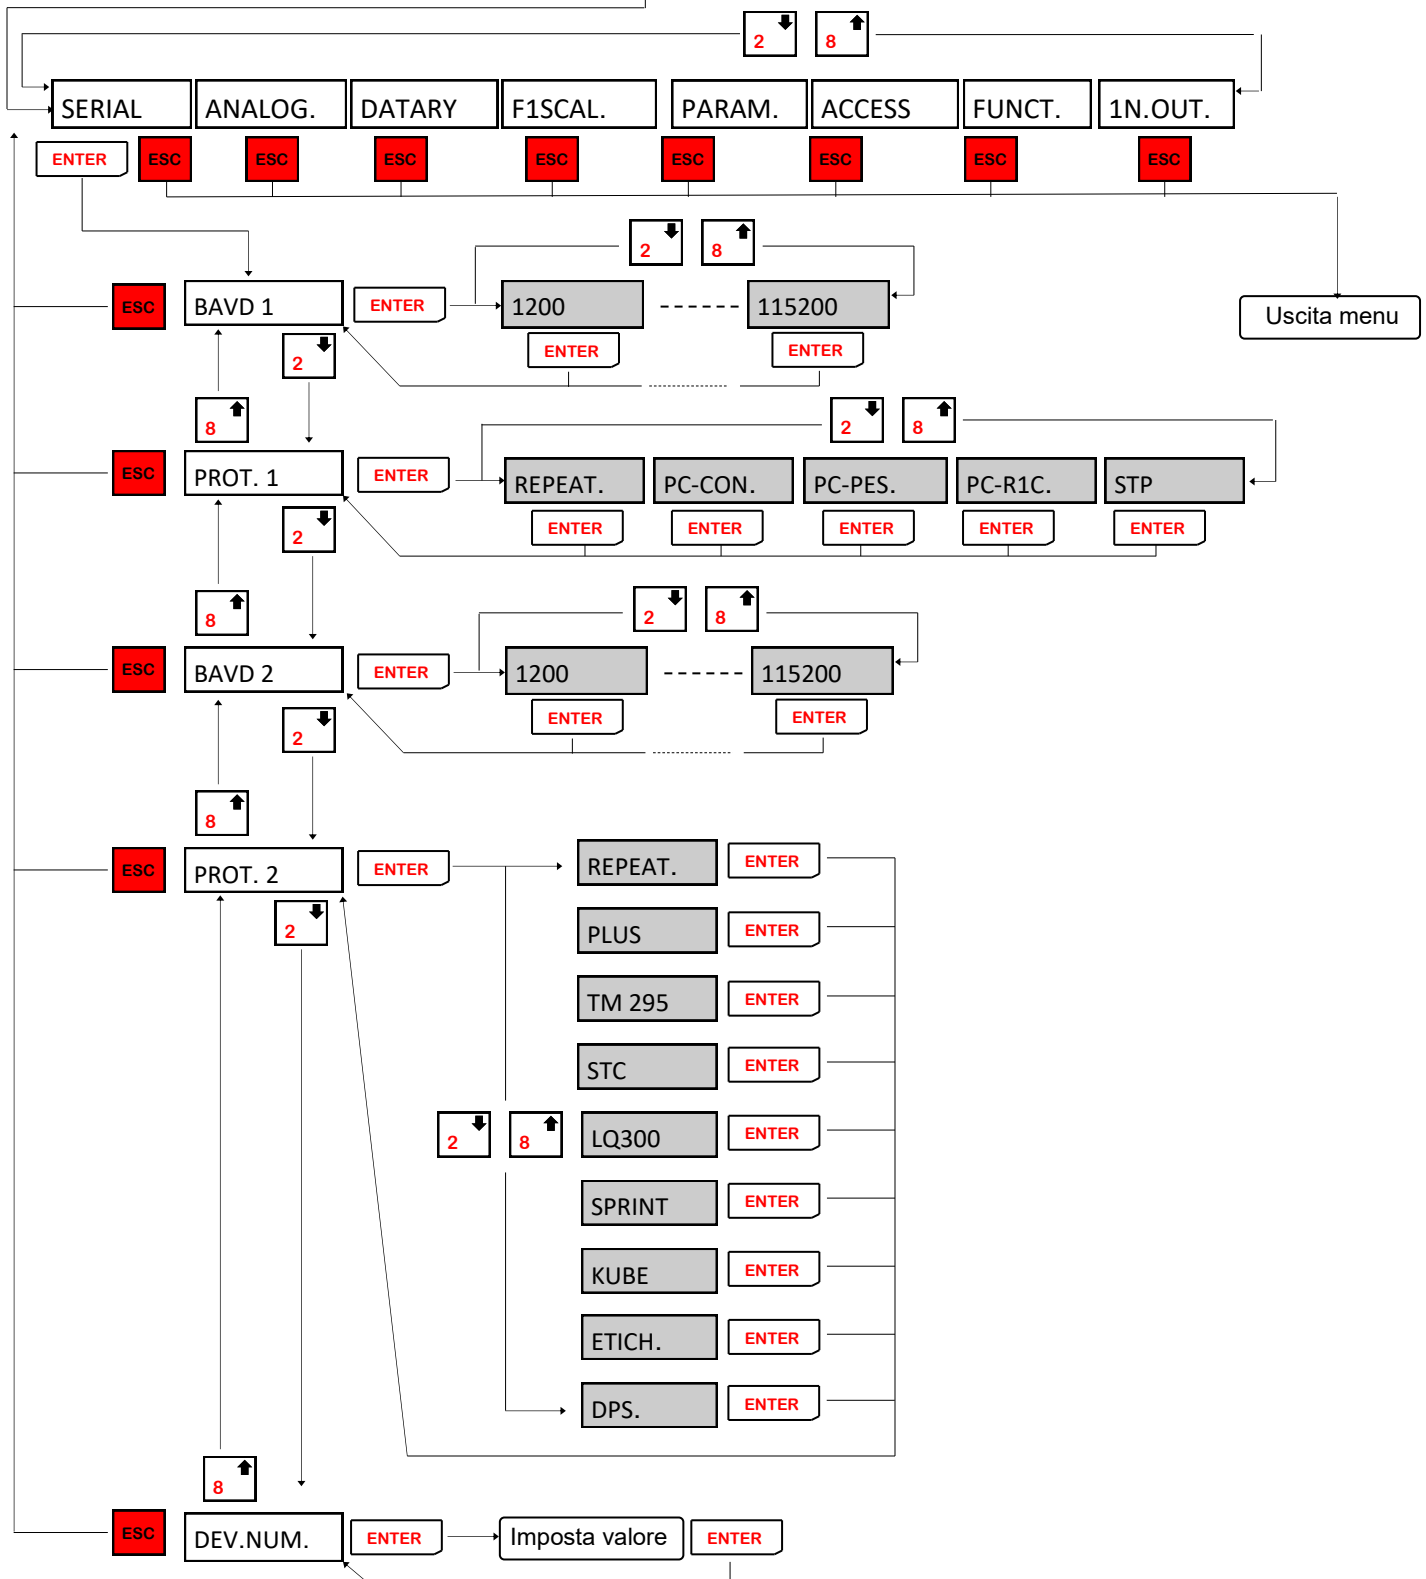 2 8
SERIAL ANALOG. DATARY F1SCAL. PARAM. ACCESS FUNCT. 1N.OUT.
ENTER ESC ESC ESC ESC ESC ESC ESC ESC
2 8
ESC BAVD 1 ENTER 1200 115200 Uscita menu
2 ENTER ENTER
8 2 8
ESC PROT. 1 ENTER REPEAT. PC-CON. PC-PES. PC-R1C. STP
2 ENTER ENTER ENTER ENTER ENTER
8 2 8
ESC BAVD 2 ENTER 1200 115200
2 ENTER ENTER
8
ESC PROT. 2 ENTER REPEAT. ENTER
2 PLUS ENTER
TM 295 ENTER
STC ENTER
2 8 LQ300 ENTER
SPRINT ENTER
KUBE ENTER
ETICH. ENTER
DPS. ENTER
8
ESC DEV.NUM. ENTER Imposta valore ENTER